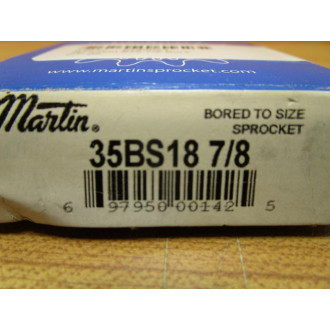 www.martinsprocket.com
Martin®
BORED TO SIZE
SPROCKET
35BS18 7/8
6 97950 00142 5